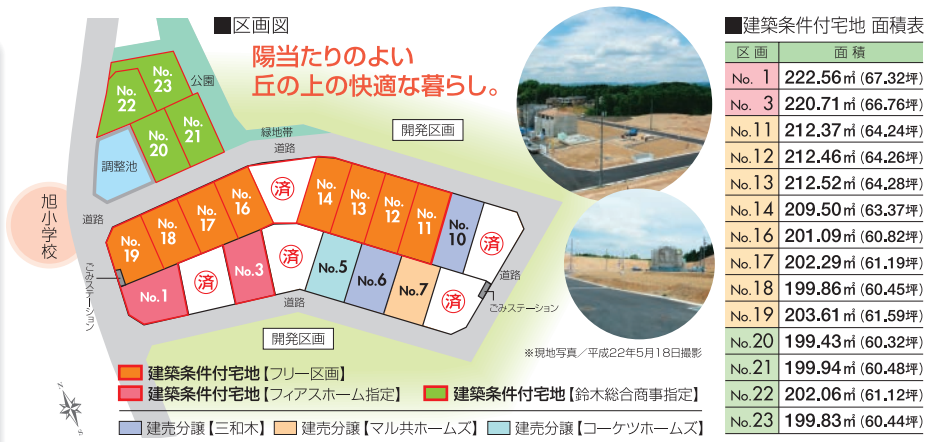 ■区画図
陽当たりのよい
丘の上の快適な暮らし。
No.
23
No.
22
公園
No.
21
No.
20
調整池
緑地帯
道路
開発区画
旭小学校
道路
No.
19
No.
18
No.
17
No.
16
済
No.
14
No.
13
No.
12
No.
11
No.
10
済
ごみステーション
No.1
済
No.3
済
No.5
No.6
No.7
済
道路
道路
ごみステーション
開発区画
※現地写真／平成22年5月18日撮影
建築条件付宅地【フリー区画】
建築条件付宅地【フィアスホーム指定】
建築条件付宅地【鈴木総合商事指定】
建売分譲【三和木】
建売分譲【マル共ホームズ】
建売分譲【コーケツホームズ】
N
S
■建築条件付宅地 面積表
区画 面積
No. 1 222.56㎡(67.32坪)
No. 3 220.71㎡(66.76坪)
No.11 212.37㎡(64.24坪)
No.12 212.46㎡(64.26坪)
No.13 212.52㎡(64.28坪)
No.14 209.50㎡(63.37坪)
No.16 201.09㎡(60.82坪)
No.17 202.29㎡(61.19坪)
No.18 199.86㎡(60.45坪)
No.19 203.61㎡(61.59坪)
No.20 199.43㎡(60.32坪)
No.21 199.94㎡(60.48坪)
No.22 202.06㎡(61.12坪)
No.23 199.83㎡(60.44坪)